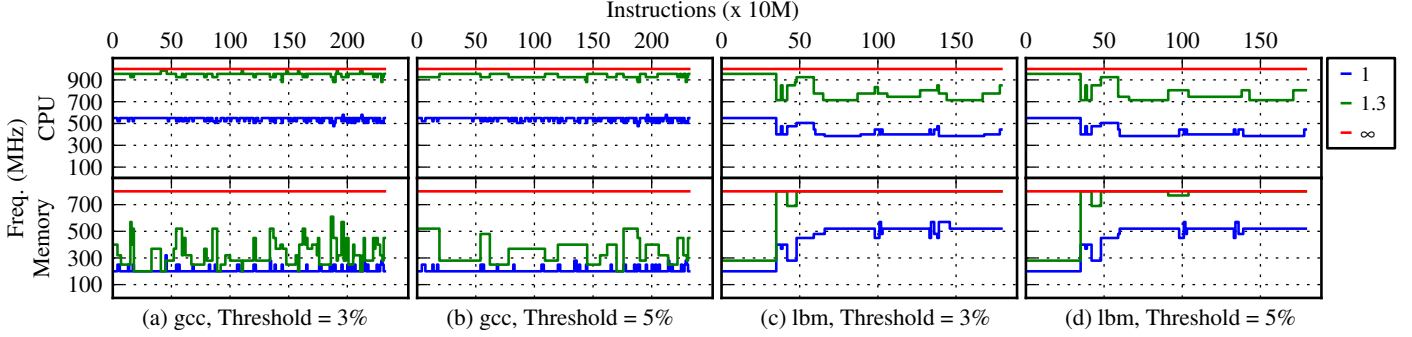 Instructions (x 10M)
0 50 100 150 200 0 50 100 150 200 0 50 100 150 0 50 100 150
Freq. (MHz)
CPU
900
700
500
300
100
Memory
700
500
300
100
1
1.3
∞
(a) gcc, Threshold = 3%
(b) gcc, Threshold = 5%
(c) lbm, Threshold = 3%
(d) lbm, Threshold = 5%